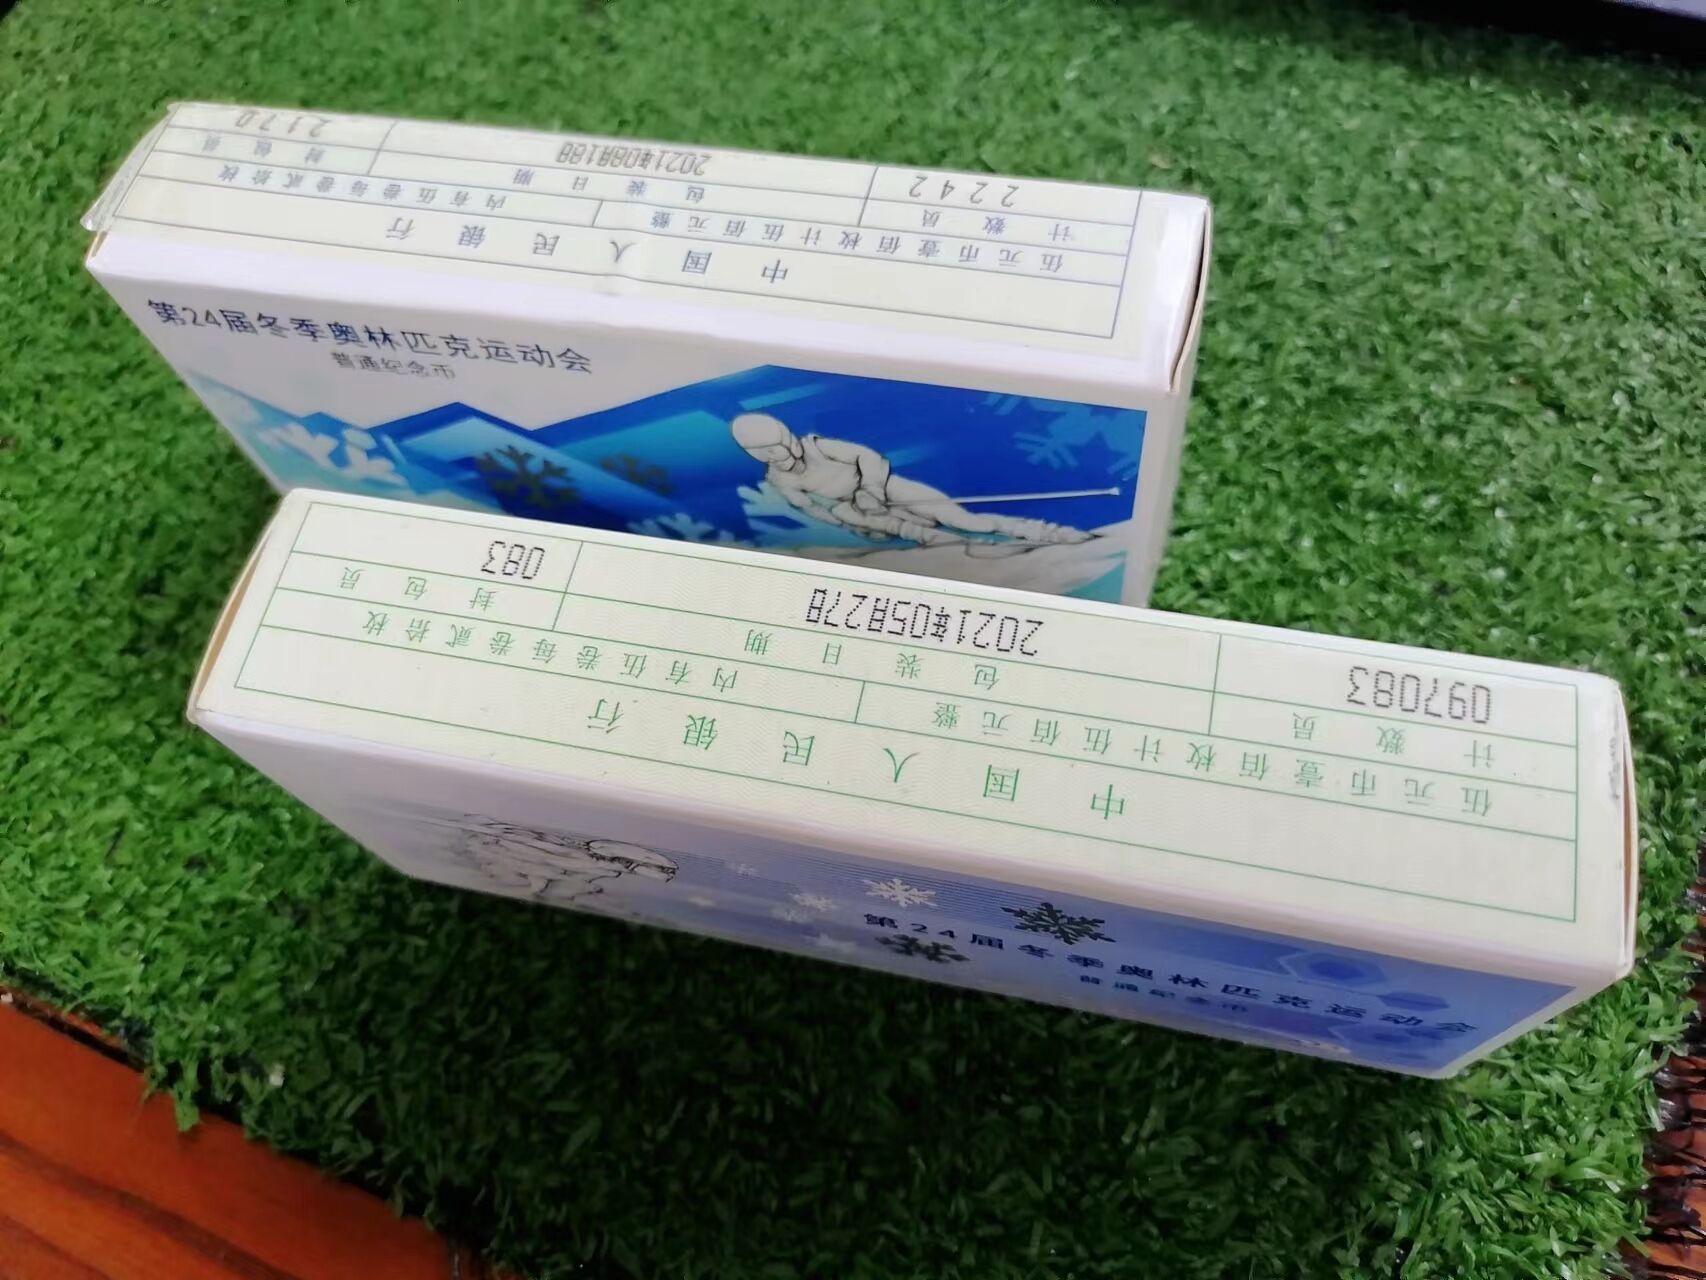 中国人民银行
伍元币壹佰枚计伍佰元整 内有伍卷每卷贰拾枚
计数员 包装日期 封包员
2242 2021年08月18日 2170
第24届冬季奥林匹克运动会
普通纪念币
中国人民银行
伍元币壹佰枚计伍佰元整 内有伍卷每卷贰拾枚
计数员 包装日期 封包员
097083 2021年05月27日 083
第24届冬季奥林匹克运动会
普通纪念币